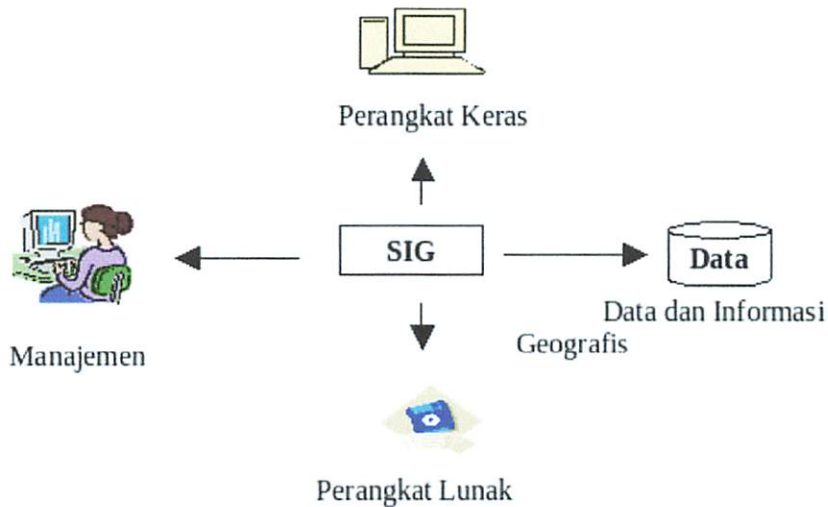 Perangkat Keras
SIG
Data
Data dan Informasi
Geografis
Manajemen
Perangkat Lunak